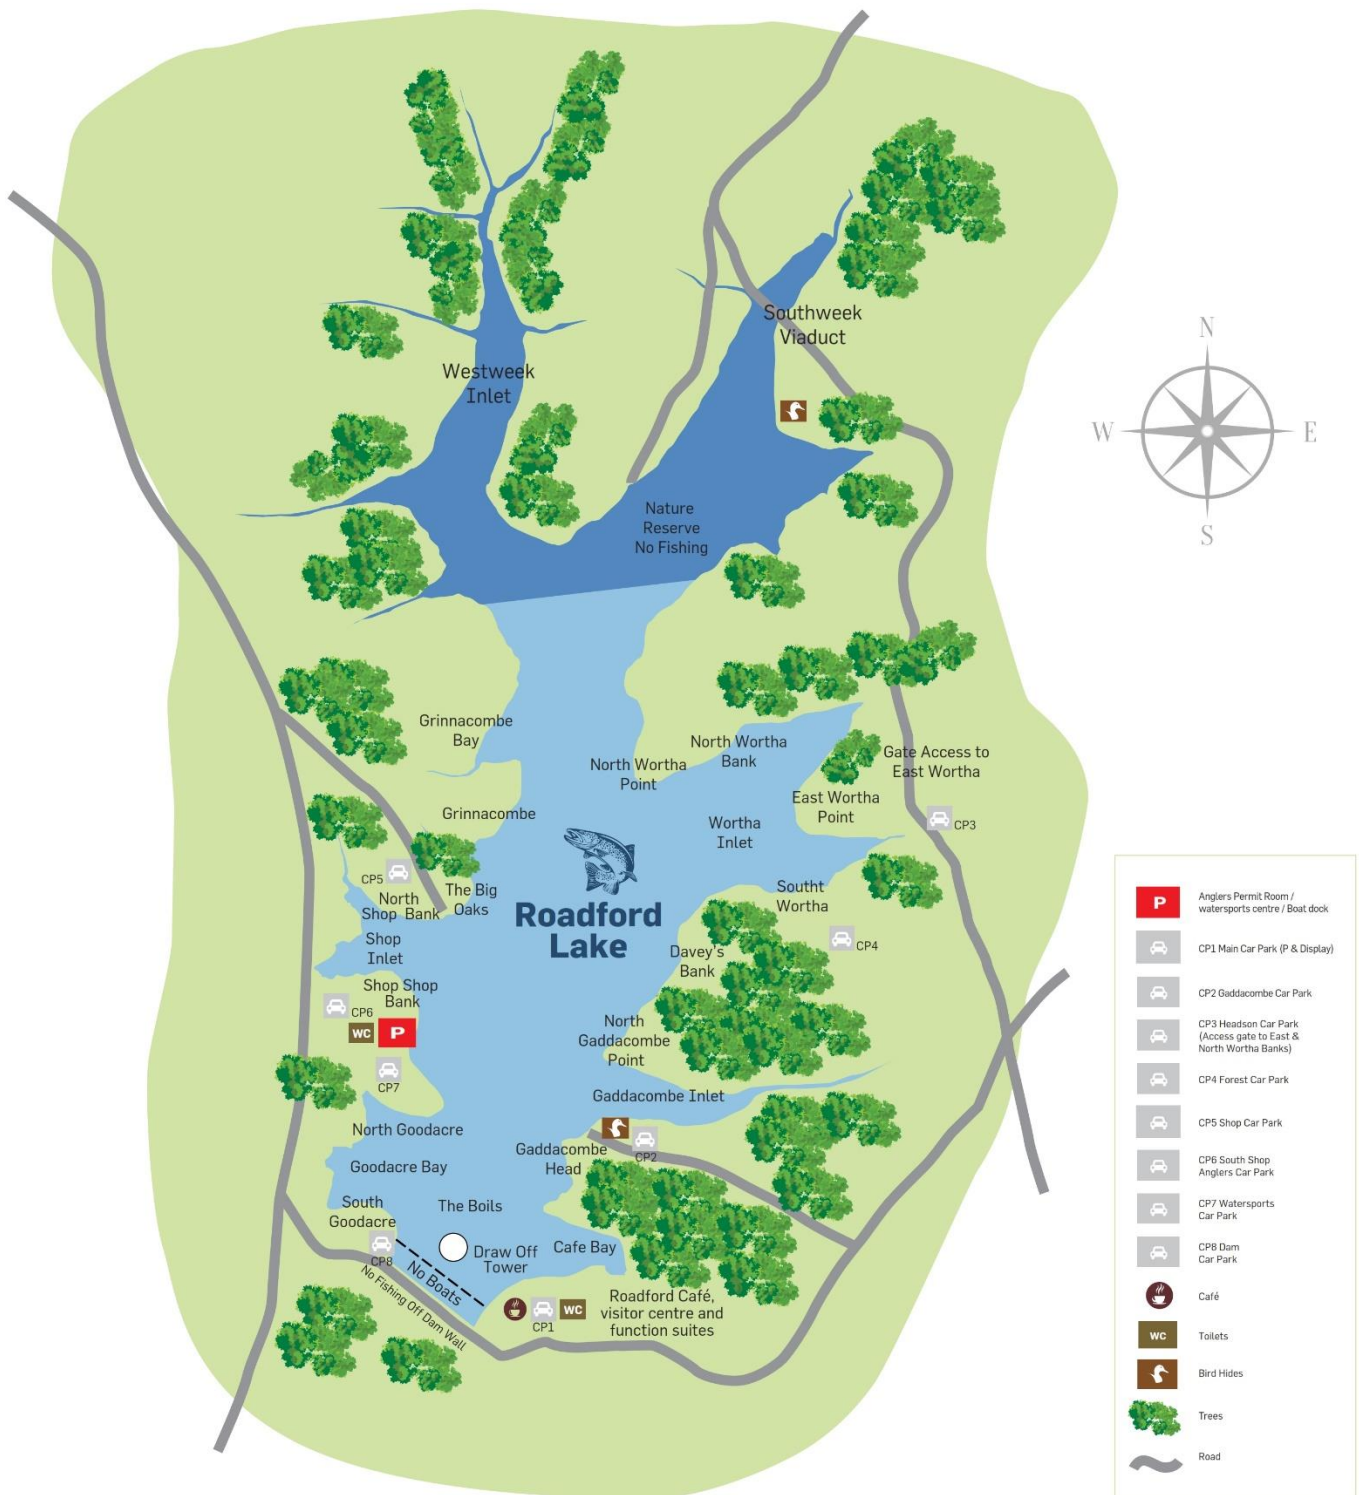 Southweek
Viaduct
Westweek
Inlet
N
W
E
S
Nature
Reserve
No Fishing
Grinnacombe
Bay
North Wortha
Bank
Gate Access to
East Wortha
North Wortha
Point
East Wortha
Point
CP3
Grinnacombe
Wortha
Inlet
CP5
North
Shop Bank
The Big
Oaks
Southt
Wortha
Roadford
Lake
CP4
Shop
Inlet
Davey's
Bank
Shop Shop
Bank
CP6
WC
P
CP7
North
Gaddacombe
Point
Gaddacombe Inlet
North Goodacre
CP2
Gaddacombe
Head
Goodacre Bay
South
Goodacre
The Boils
CP8
Draw Off
Tower
Cafe Bay
No Boats
No Fishing Off Dam Wall
CP1
WC
Roadford Café,
visitor centre and
function suites
P
Anglers Permit Room /
watersports centre / Boat dock
CP1 Main Car Park (P & Display)
CP2 Gaddacombe Car Park
CP3 Headson Car Park
(Access gate to East &
North Wortha Banks)
CP4 Forest Car Park
CP5 Shop Car Park
CP6 South Shop
Anglers Car Park
CP7 Watersports
Car Park
CP8 Dam
Car Park
Café
WC
Toilets
Bird Hides
Trees
Road